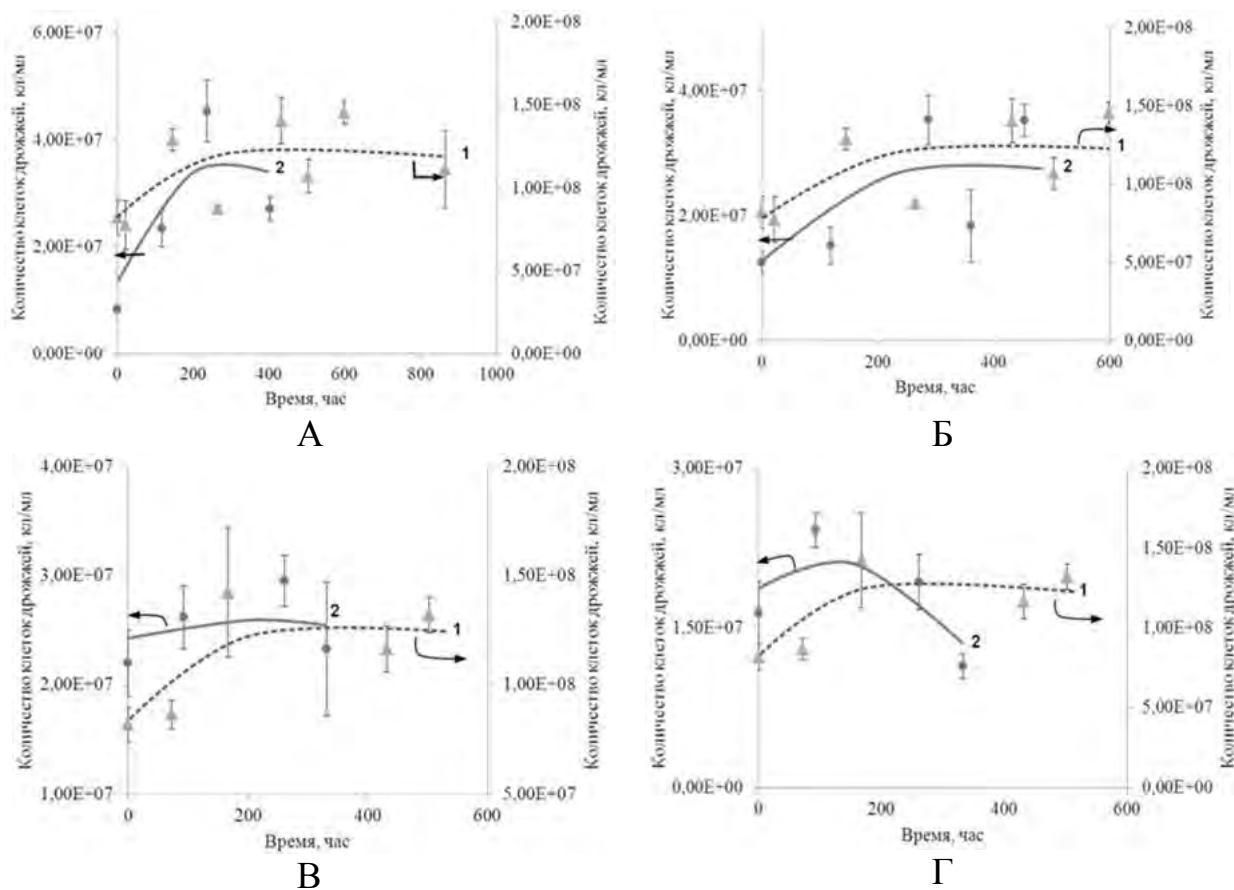 Количество клеток дрожжей, кл/мл
6,00E+07
4,00E+07
2,00E+07
0,00E+00
2,00E+08
1,50E+08
1,00E+08
5,00E+07
0,00E+00
Количество клеток дрожжей, кл/мл
1
2
0 200 400 600 800 1000
Время, час
А
Количество клеток дрожжей, кл/мл
4,00E+07
2,00E+07
0,00E+00
2,00E+08
1,50E+08
1,00E+08
5,00E+07
0,00E+00
Количество клеток дрожжей, кл/мл
1
2
0 200 400 600
Время, час
Б
Количество клеток дрожжей, кл/мл
4,00E+07
3,00E+07
2,00E+07
1,00E+07
2,00E+08
1,50E+08
1,00E+08
5,00E+07
Количество клеток дрожжей, кл/мл
2
1
0 200 400 600
Время, час
В
Количество клеток дрожжей, кл/мл
3,00E+07
1,50E+07
0,00E+00
2,00E+08
1,50E+08
1,00E+08
5,00E+07
0,00E+00
Количество клеток дрожжей, кл/мл
1
2
0 200 400 600
Время, час
Г